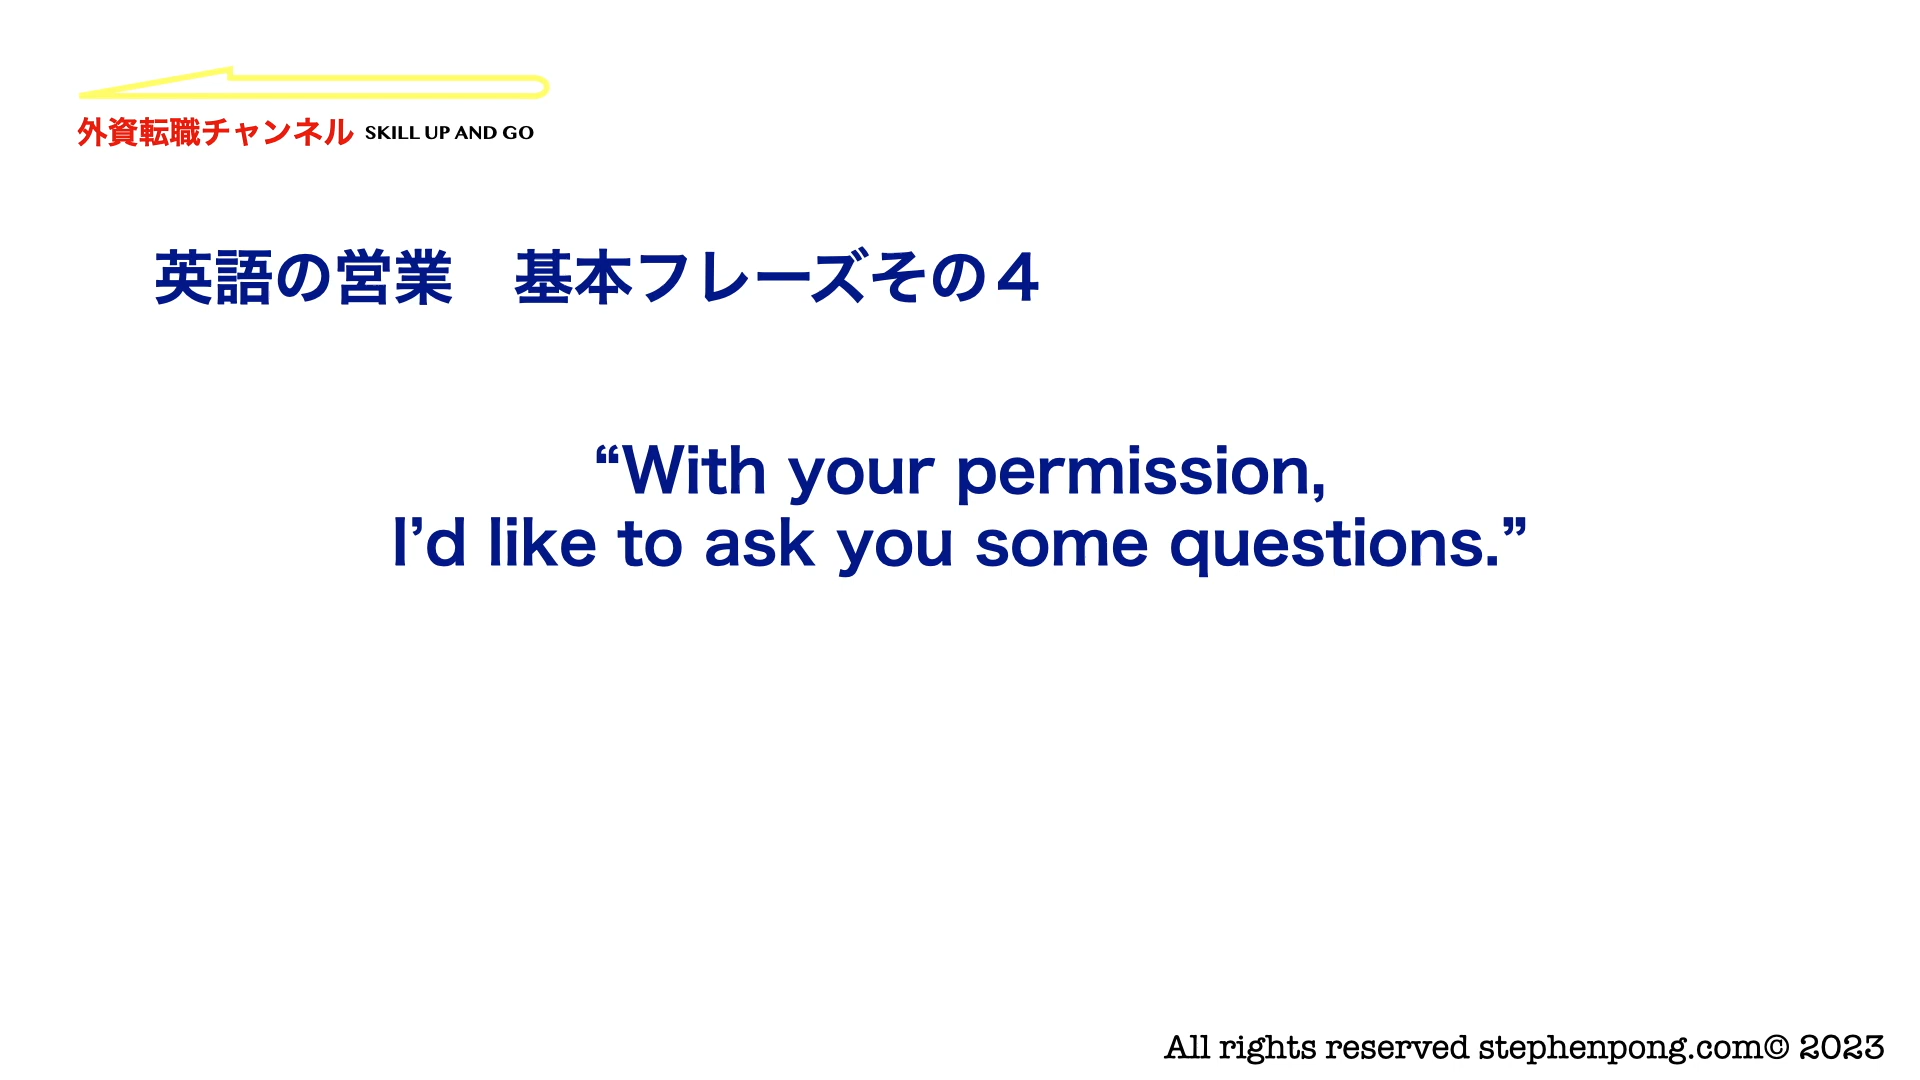 外資転職チャンネル SKILL UP AND GO
英語の営業　基本フレーズその４
“With your permission,
I’d like to ask you some questions.”
All rights reserved stephenpong.com© 2023